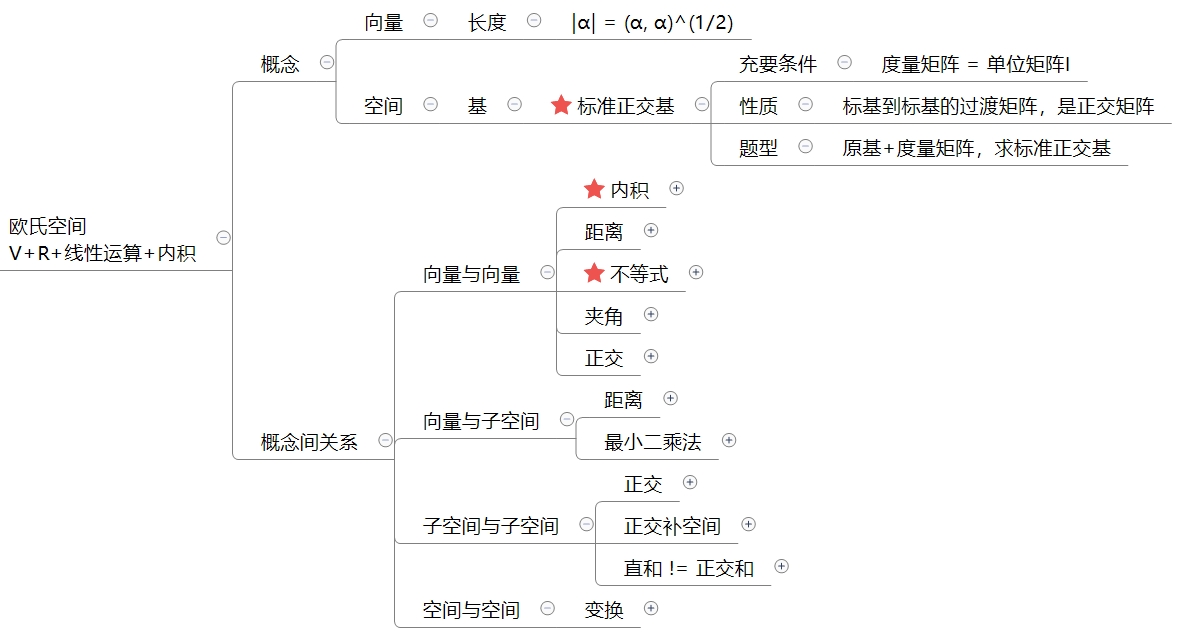 欧氏空间
V+R+线性运算+内积
概念
向量
长度
|α| = (α, α)^(1/2)
空间
基
标准正交基
充要条件
度量矩阵 = 单位矩阵I
性质
标基到标基的过渡矩阵，是正交矩阵
题型
原基+度量矩阵，求标准正交基
概念间关系
向量与向量
内积
距离
不等式
夹角
正交
向量与子空间
距离
最小二乘法
子空间与子空间
正交
正交补空间
直和 != 正交和
空间与空间
变换